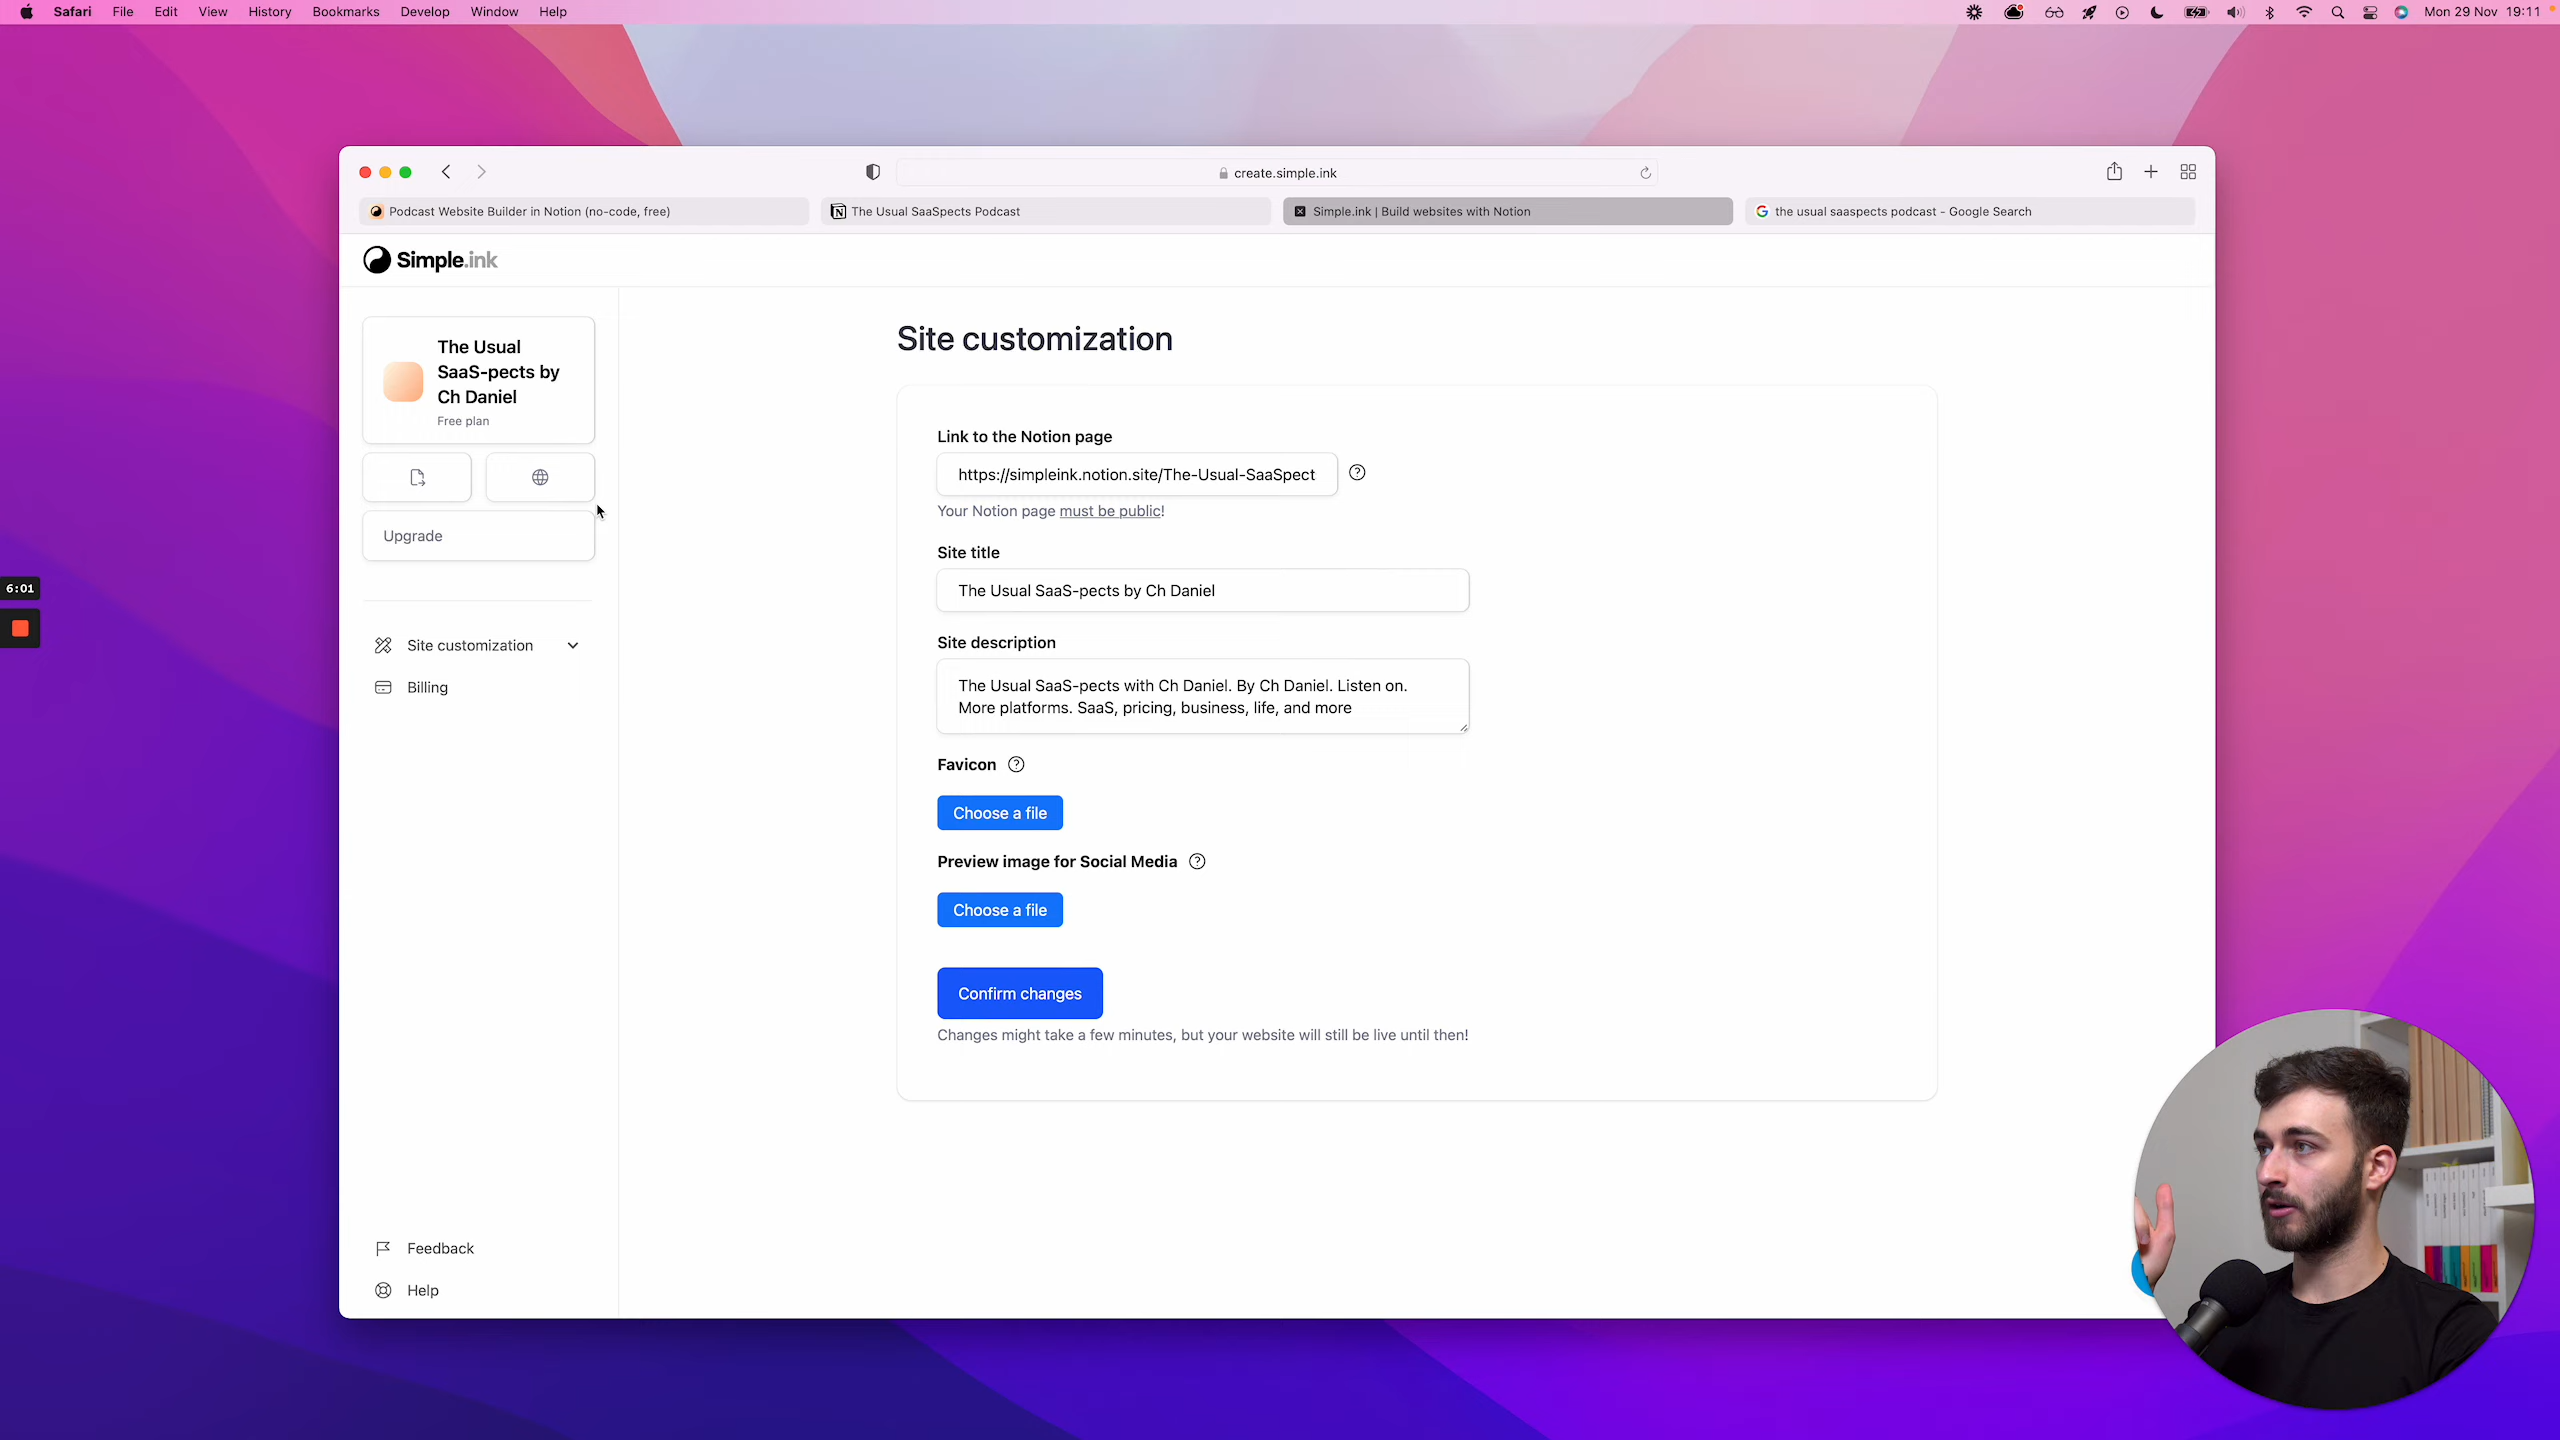 Safari File Edit View History Bookmarks Develop Window Help
Mon 29 Nov 19:11
create.simple.ink
Podcast Website Builder in Notion (no-code, free)
The Usual SaaSpects Podcast
Simple.ink | Build websites with Notion
the usual saaspects podcast - Google Search
Simple.ink
The Usual
SaaS-pects by
Ch Daniel
Free plan
Upgrade
6:01
Site customization
Billing
Feedback
Help
Site customization
Link to the Notion page
https://simpleink.notion.site/The-Usual-SaaSpect
Your Notion page must be public!
Site title
The Usual SaaS-pects by Ch Daniel
Site description
The Usual SaaS-pects with Ch Daniel. By Ch Daniel. Listen on.
More platforms. SaaS, pricing, business, life, and more
Favicon
Choose a file
Preview image for Social Media
Choose a file
Confirm changes
Changes might take a few minutes, but your website will still be live until then!